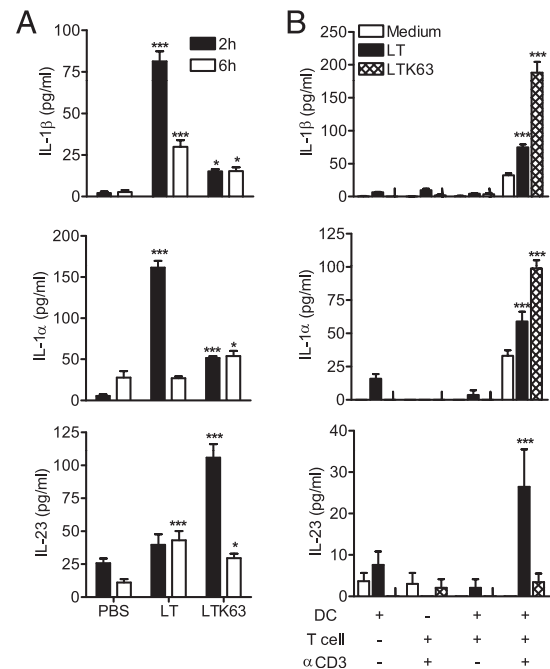 A
2h
6h
IL-1β (pg/ml)
100
75
50
25
0
***
***
*
*
IL-1α (pg/ml)
200
150
100
50
0
***
***
*
IL-23 (pg/ml)
125
100
75
50
25
0
***
***
*
PBS LT LTK63
B
Medium
LT
LTK63
IL-1β (pg/ml)
250
200
150
100
50
0
***
***
IL-1α (pg/ml)
125
100
75
50
25
0
***
***
IL-23 (pg/ml)
40
30
20
10
0
***
DC + - + +
T cell - + + +
αCD3 - + - +